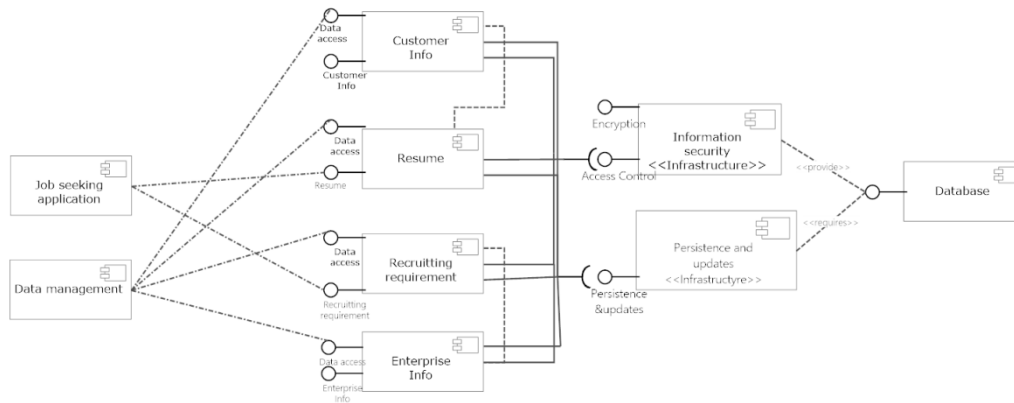 Data
access
Customer
Info
Customer
Info
Encryption
Data
access
Resume
Information
security
<<Infrastructure>>
<<provide>>
Resume
Access Control
Job seeking
application
Database
<<requires>>
Data
access
Recruitting
requirement
Persistence and
updates
<<Infrastructyre>>
Data management
Recruitting
requirement
Persistence
&updates
Data access
Enterprise
Info
Enterprise
Info